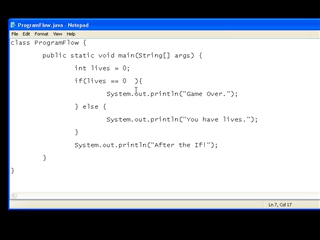 ProgramFlow.java - Notepad
File Edit Format View Help
class ProgramFlow {
public static void main(String[] args) {
int lives = 0;
if(lives == 0 ){
System.out.println("Game Over.");
} else {
System.out.println("You have lives.");
}
System.out.println("After the If!");
}
}
Ln 7, Col 17